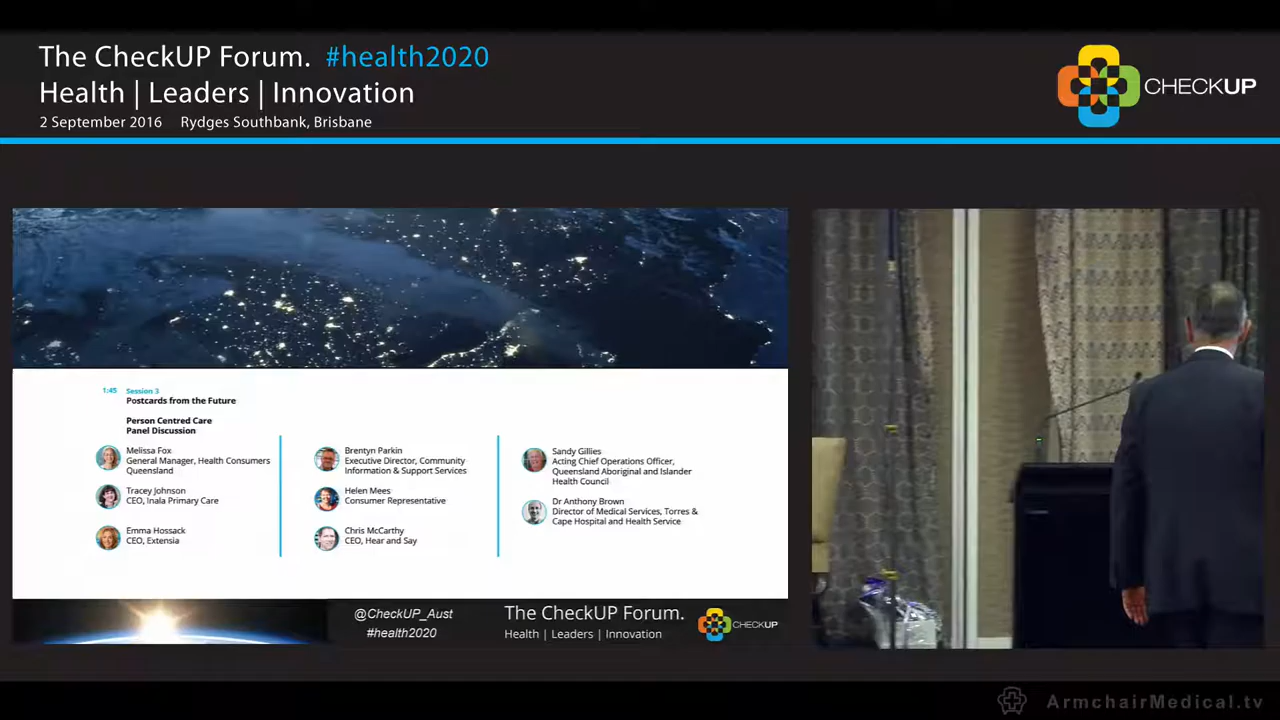 The CheckUP Forum. #health2020
Health | Leaders | Innovation
2 September 2016 Rydges Southbank, Brisbane
CHECKUP
1:45 Session 3
Postcards from the Future
Person Centred Care
Panel Discussion
Melissa Fox
General Manager, Health Consumers
Queensland
Tracey Johnson
CEO, Inala Primary Care
Emma Hossack
CEO, Extensia
Brentyn Parkin
Executive Director, Community
Information & Support Services
Helen Mees
Consumer Representative
Chris McCarthy
CEO, Hear and Say
Sandy Gillies
Acting Chief Operations Officer,
Queensland Aboriginal and Islander
Health Council
Dr Anthony Brown
Director of Medical Services, Torres &
Cape Hospital and Health Service
@CheckUP_Aust
#health2020
The CheckUP Forum.
Health | Leaders | Innovation
CHECKUP
ArmchairMedical.tv